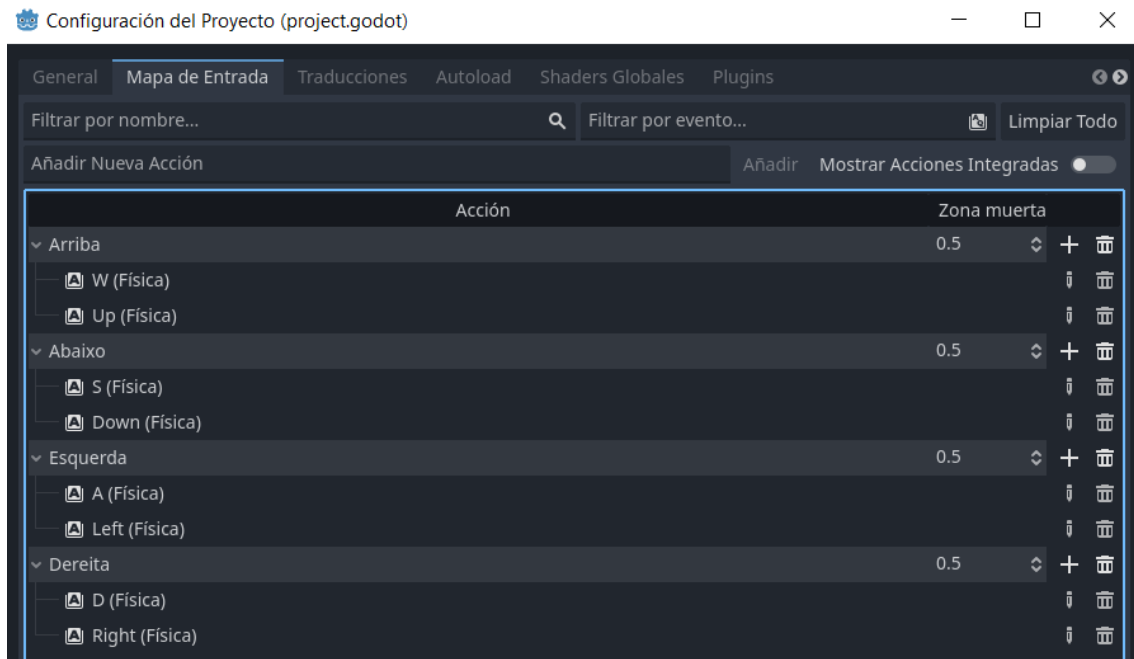 Configuración del Proyecto (project.godot)
General Mapa de Entrada Traducciones Autoload Shaders Globales Plugins
Filtrar por nombre... Filtrar por evento... Limpiar Todo
Añadir Nueva Acción Añadir Mostrar Acciones Integradas
Acción Zona muerta
Arriba 0.5
W (Física)
Up (Física)
Abaixo 0.5
S (Física)
Down (Física)
Esquerda 0.5
A (Física)
Left (Física)
Dereita 0.5
D (Física)
Right (Física)